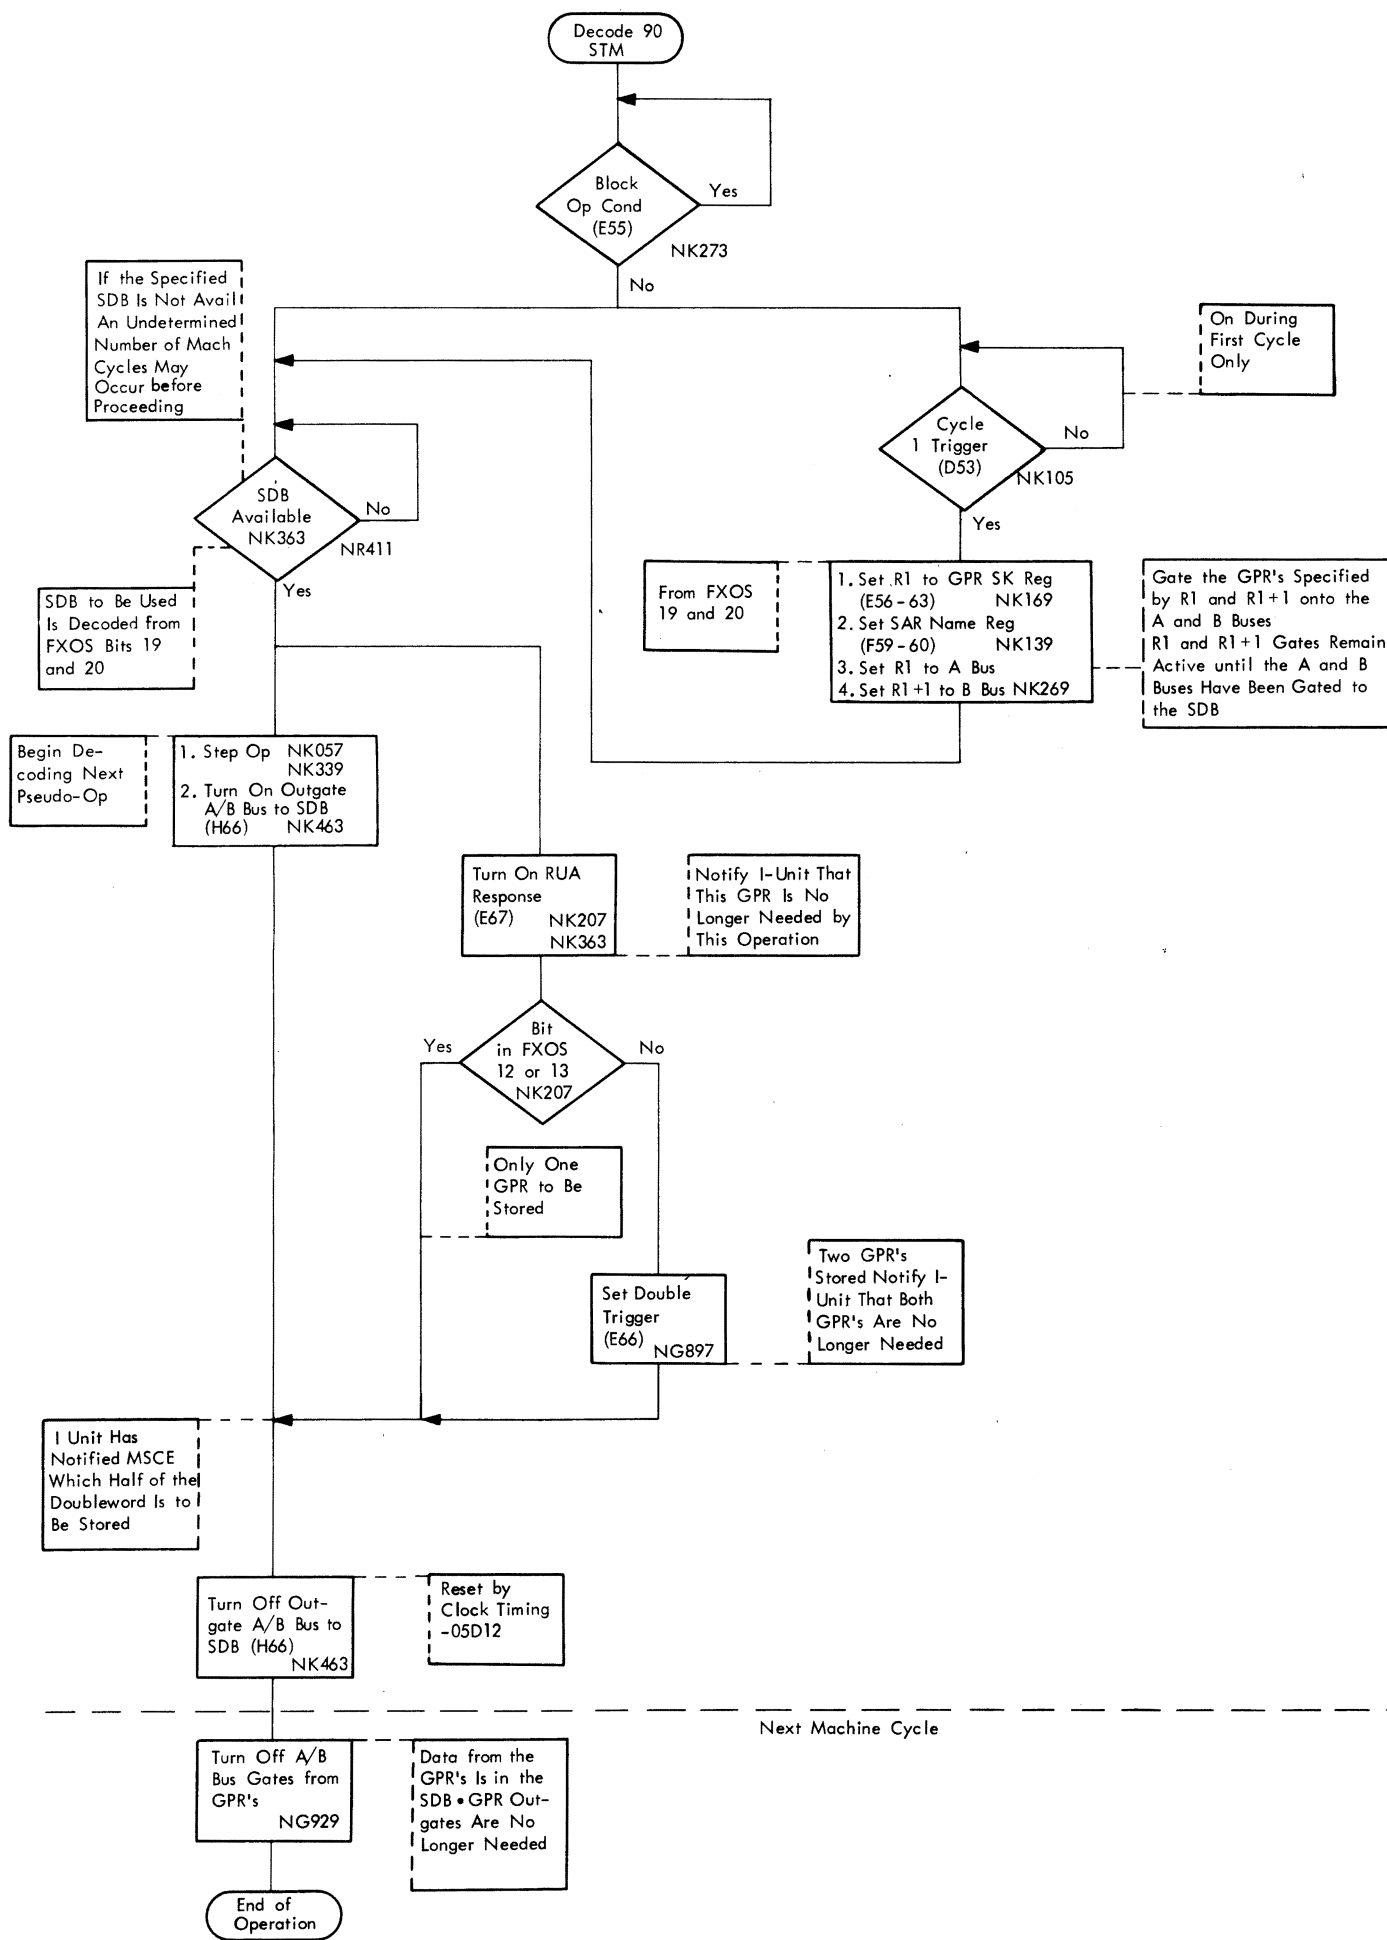 Decode 90
STM
Block
Op Cond
(E55)
Yes
NK273
No
If the Specified
SDB Is Not Avail
An Undetermined
Number of Mach
Cycles May
Occur before
Proceeding
On During
First Cycle
Only
Cycle
1 Trigger
(D53)
No
NK105
Yes
SDB
Available
NK363
No
NR411
Yes
SDB to Be Used
Is Decoded from
FXOS Bits 19
and 20
From FXOS
19 and 20
1. Set R1 to GPR SK Reg
(E56-63) NK169
2. Set SAR Name Reg
(F59-60) NK139
3. Set R1 to A Bus
4. Set R1+1 to B Bus NK269
Gate the GPR's Specified
by R1 and R1+1 onto the
A and B Buses
R1 and R1+1 Gates Remain
Active until the A and B
Buses Have Been Gated to
the SDB
Begin De-
coding Next
Pseudo-Op
1. Step Op NK057
NK339
2. Turn On Outgate
A/B Bus to SDB
(H66) NK463
Turn On RUA
Response
(E67) NK207
NK363
Notify I-Unit That
This GPR Is No
Longer Needed by
This Operation
Bit
in FXOS
12 or 13
NK207
Yes
No
Only One
GPR to Be
Stored
Set Double
Trigger
(E66)
NG897
Two GPR's
Stored Notify I-
Unit That Both
GPR's Are No
Longer Needed
I Unit Has
Notified MSCE
Which Half of the
Doubleword Is to
Be Stored
Turn Off Out-
gate A/B Bus to
SDB (H66)
NK463
Reset by
Clock Timing
-05D12
Next Machine Cycle
Turn Off A/B
Bus Gates from
GPR's
NG929
Data from the
GPR's Is in the
SDB • GPR Out-
gates Are No
Longer Needed
End of
Operation